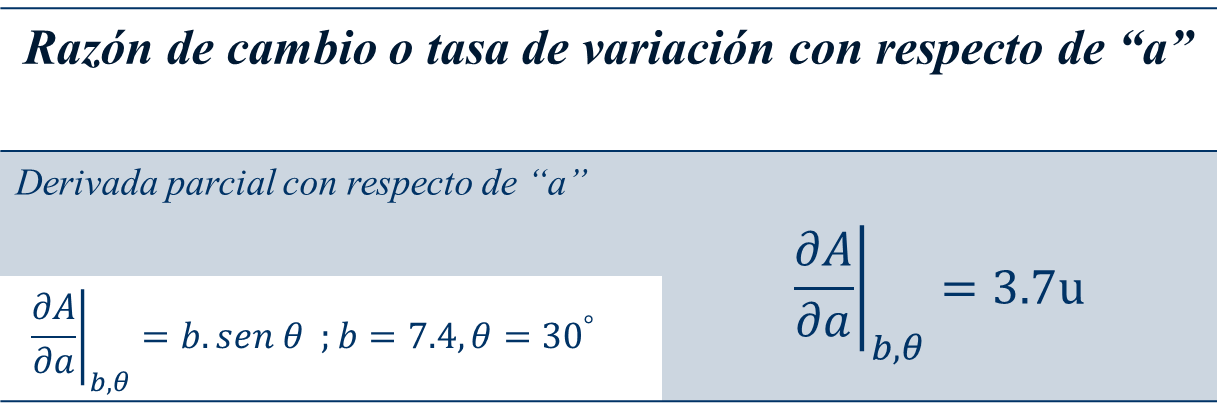 Razón de cambio o tasa de variación con respecto de “a”
Derivada parcial con respecto de “a”
∂A/∂a|b,θ = b. sen θ ; b = 7.4, θ = 30°
∂A/∂a|b,θ = 3.7u